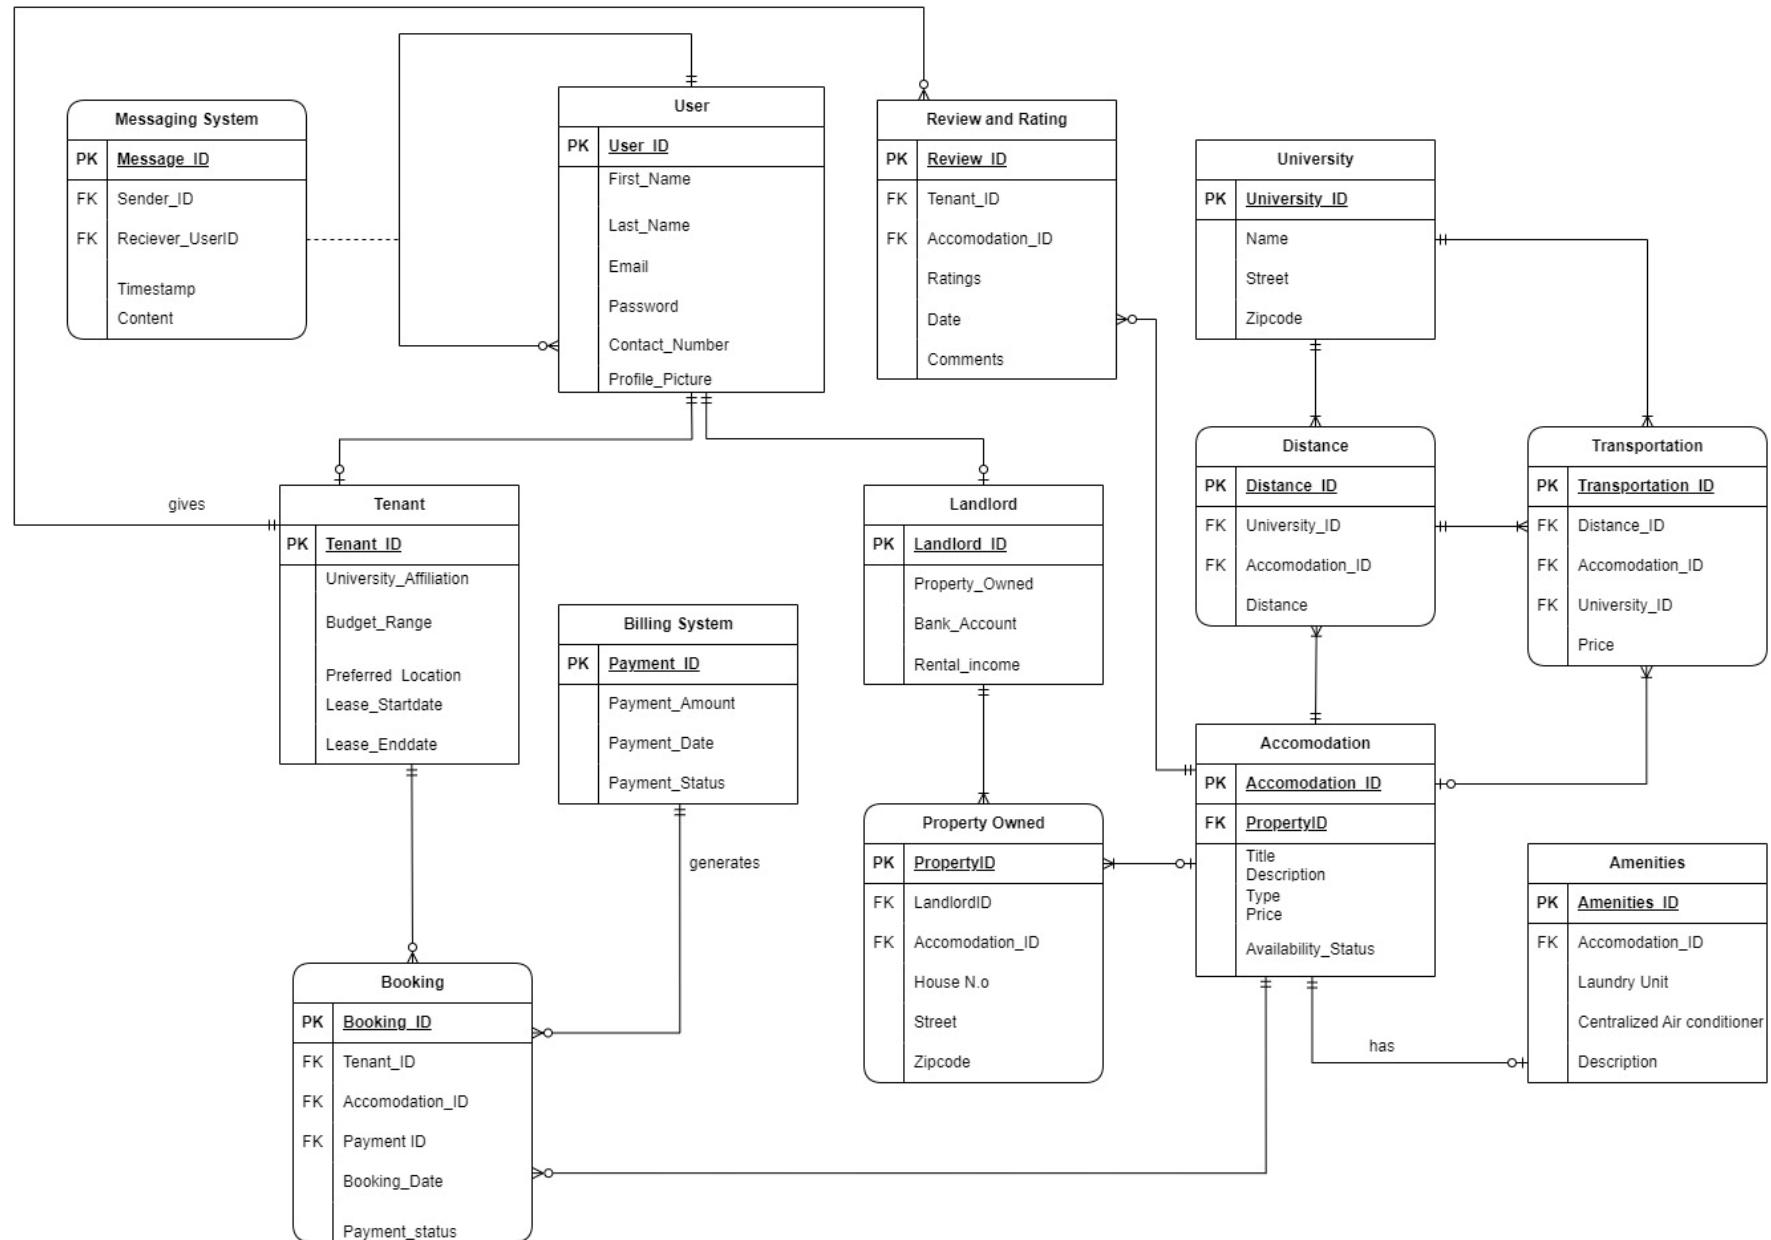 Messaging System
PK Message_ID
FK Sender_ID
FK Reciever_UserID
Timestamp
Content
User
PK User_ID
First_Name
Last_Name
Email
Password
Contact_Number
Profile_Picture
Review and Rating
PK Review_ID
FK Tenant_ID
FK Accomodation_ID
Ratings
Date
Comments
University
PK University_ID
Name
Street
Zipcode
Distance
PK Distance_ID
FK University_ID
FK Accomodation_ID
Distance
Transportation
PK Transportation_ID
FK Distance_ID
FK Accomodation_ID
FK University_ID
Price
gives
Tenant
PK Tenant_ID
University_Affiliation
Budget_Range
Preferred Location
Lease_Startdate
Lease_Enddate
Landlord
PK Landlord_ID
Property_Owned
Bank_Account
Rental_income
Billing System
PK Payment_ID
Payment_Amount
Payment_Date
Payment_Status
generates
Accomodation
PK Accomodation_ID
FK PropertyID
Title
Description
Type
Price
Availability_Status
Property Owned
PK PropertyID
FK LandlordID
FK Accomodation_ID
House N.o
Street
Zipcode
Amenities
PK Amenities_ID
FK Accomodation_ID
Laundry Unit
Centralized Air conditioner
Description
has
Booking
PK Booking_ID
FK Tenant_ID
FK Accomodation_ID
FK Payment ID
Booking_Date
Payment_status